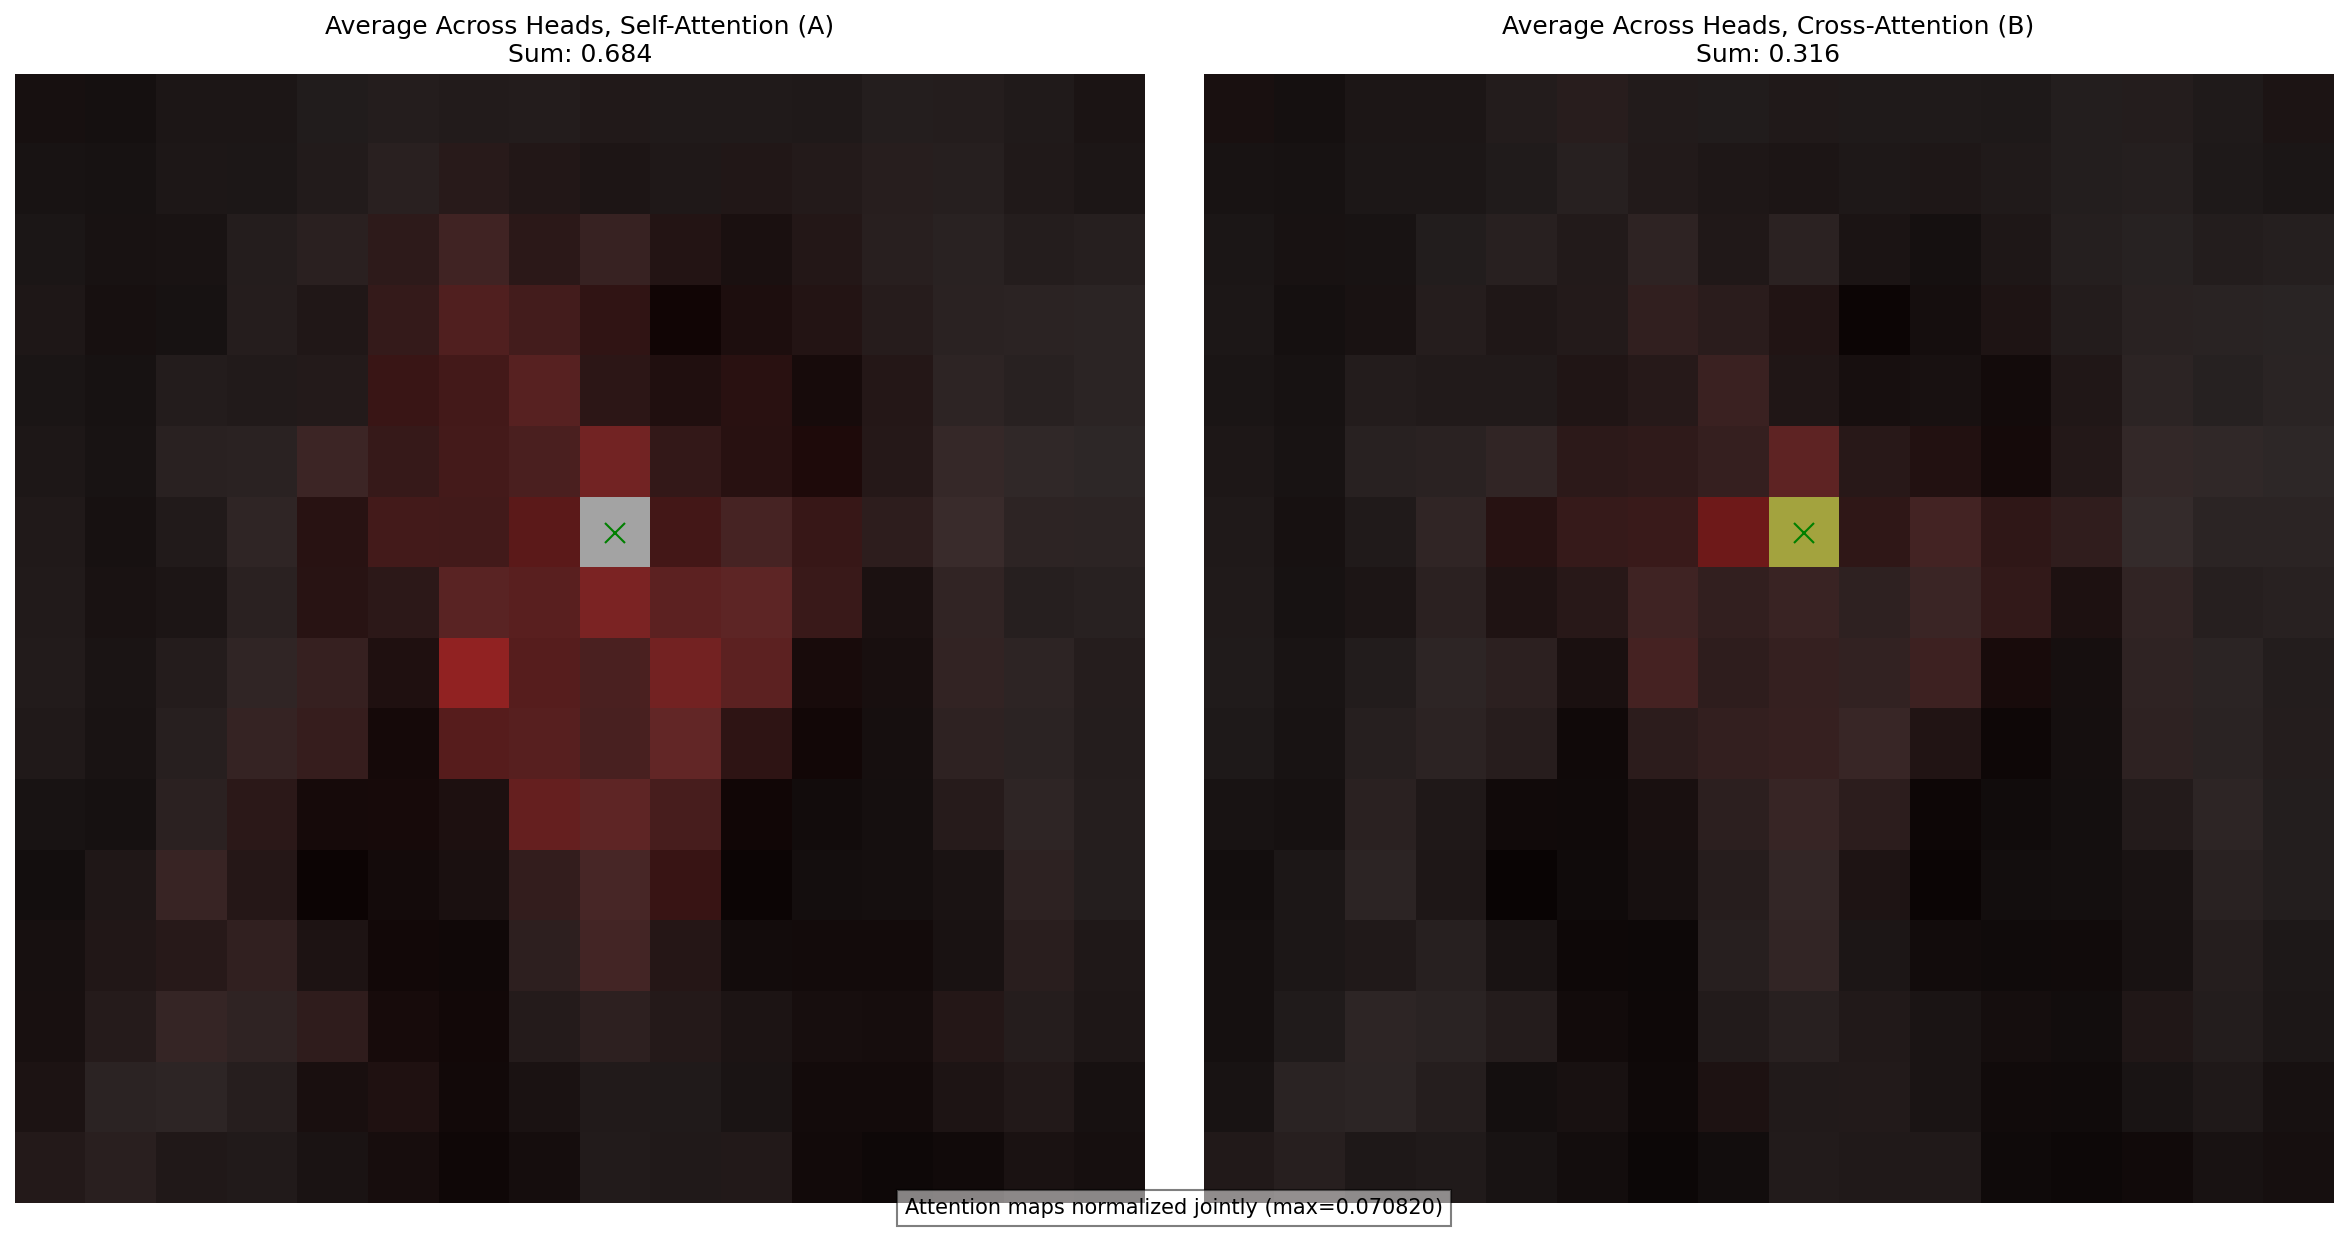 Average Across Heads, Self-Attention (A)
Sum: 0.684
Average Across Heads, Cross-Attention (B)
Sum: 0.316
Attention maps normalized jointly (max=0.070820)